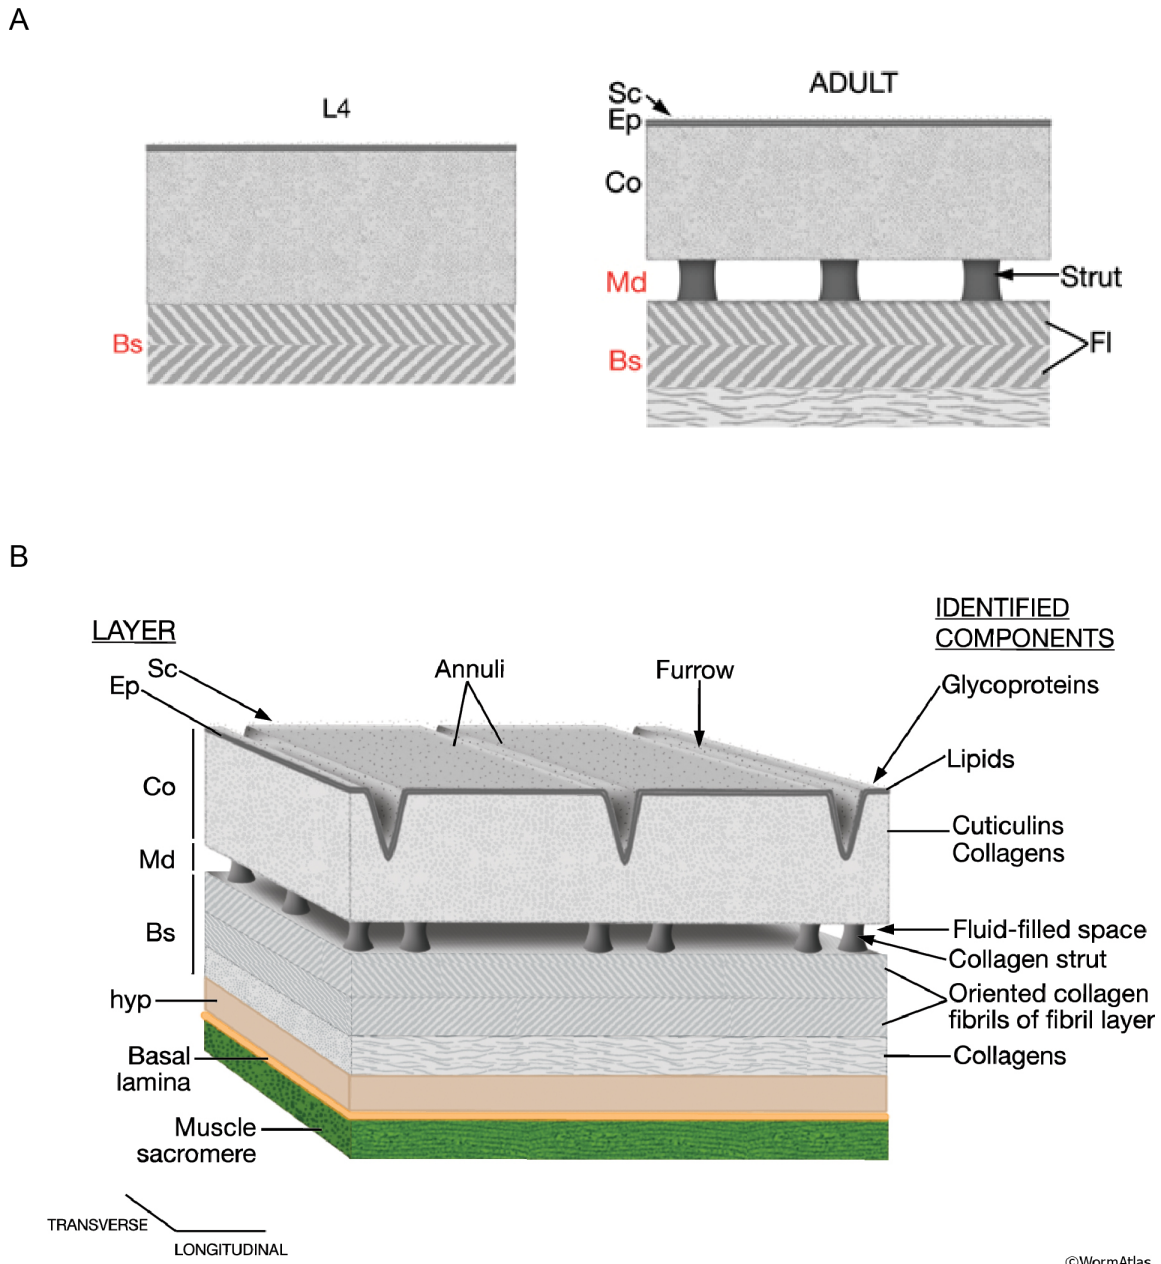 A
L4
Bs
ADULT
Sc
Ep
Co
Md
Strut
Bs
Fl
B
LAYER
IDENTIFIED
COMPONENTS
Sc
Ep
Annuli
Furrow
Glycoproteins
Lipids
Co
Cuticulins
Collagens
Md
Bs
Fluid-filled space
Collagen strut
hyp
Oriented collagen
fibrils of fibril layer
Basal
lamina
Collagens
Muscle
sacromere
TRANSVERSE
LONGITUDINAL
©WormAtlas